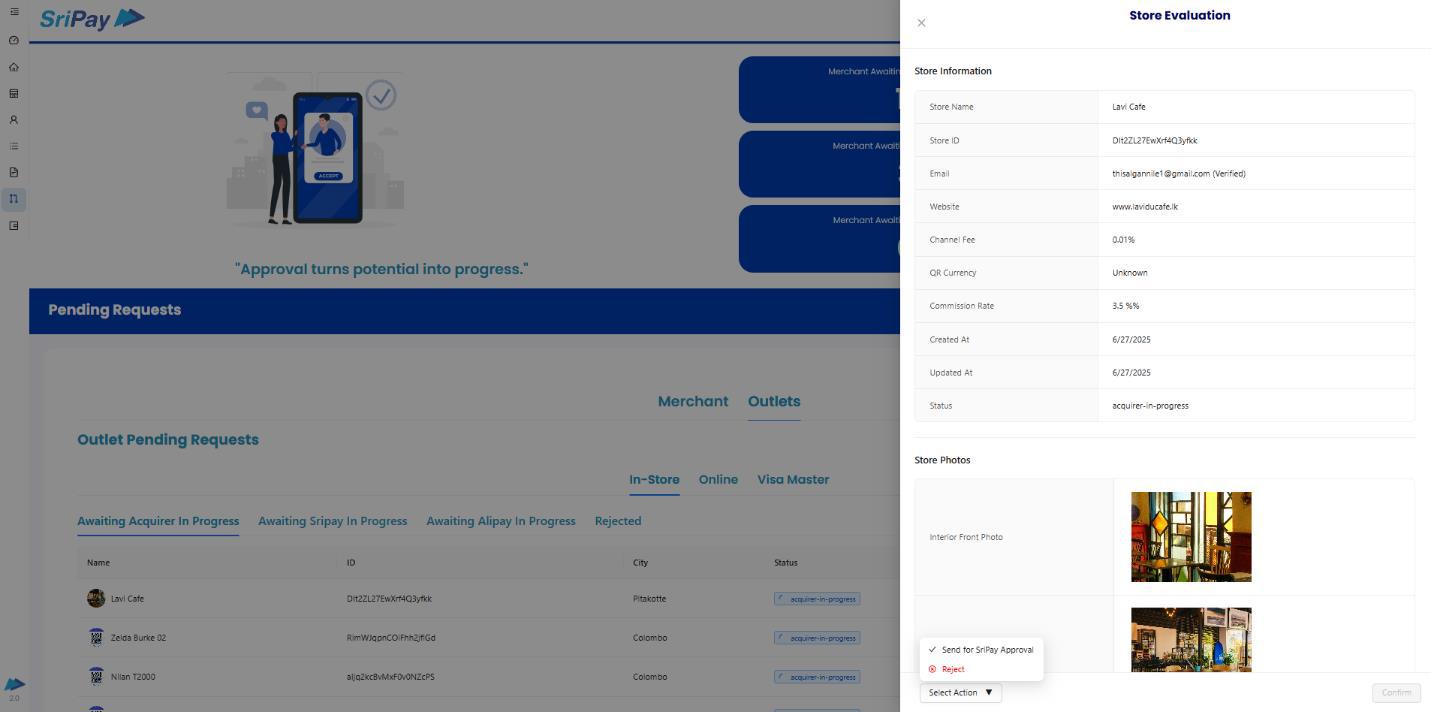 SriPay
Merchant Awaiti
Merchant Awaiti
Merchant Awaiti
ACCEPT
"Approval turns potential into progress."
Pending Requests
Merchant Outlets
Outlet Pending Requests
In-Store Online Visa Master
Awaiting Acquirer In Progress Awaiting Sripay In Progress Awaiting Alipay In Progress Rejected
Name ID City Status
Lavi Cafe DIt2ZL27EwXrf4Q3yfkk Pitakotte acquirer-in-progress
Zelda Burke 02 Colombo acquirer-in-progress
Nilan T2000 Colombo acquirer-in-progress
2.0
Store Evaluation
Store Information
Store Name Lavi Cafe
Store ID DIt2ZL27EwXrf4Q3yfkk
Email thisalgannile1@gmail.com (Verified)
Website www.laviducafe.lk
Channel Fee 0.01%
QR Currency Unknown
Commission Rate 3.5 %%
Created At 6/27/2025
Updated At 6/27/2025
Status acquirer-in-progress
Store Photos
Interior Front Photo
Send for SriPay Approval
Reject
Select Action ▼
Confirm